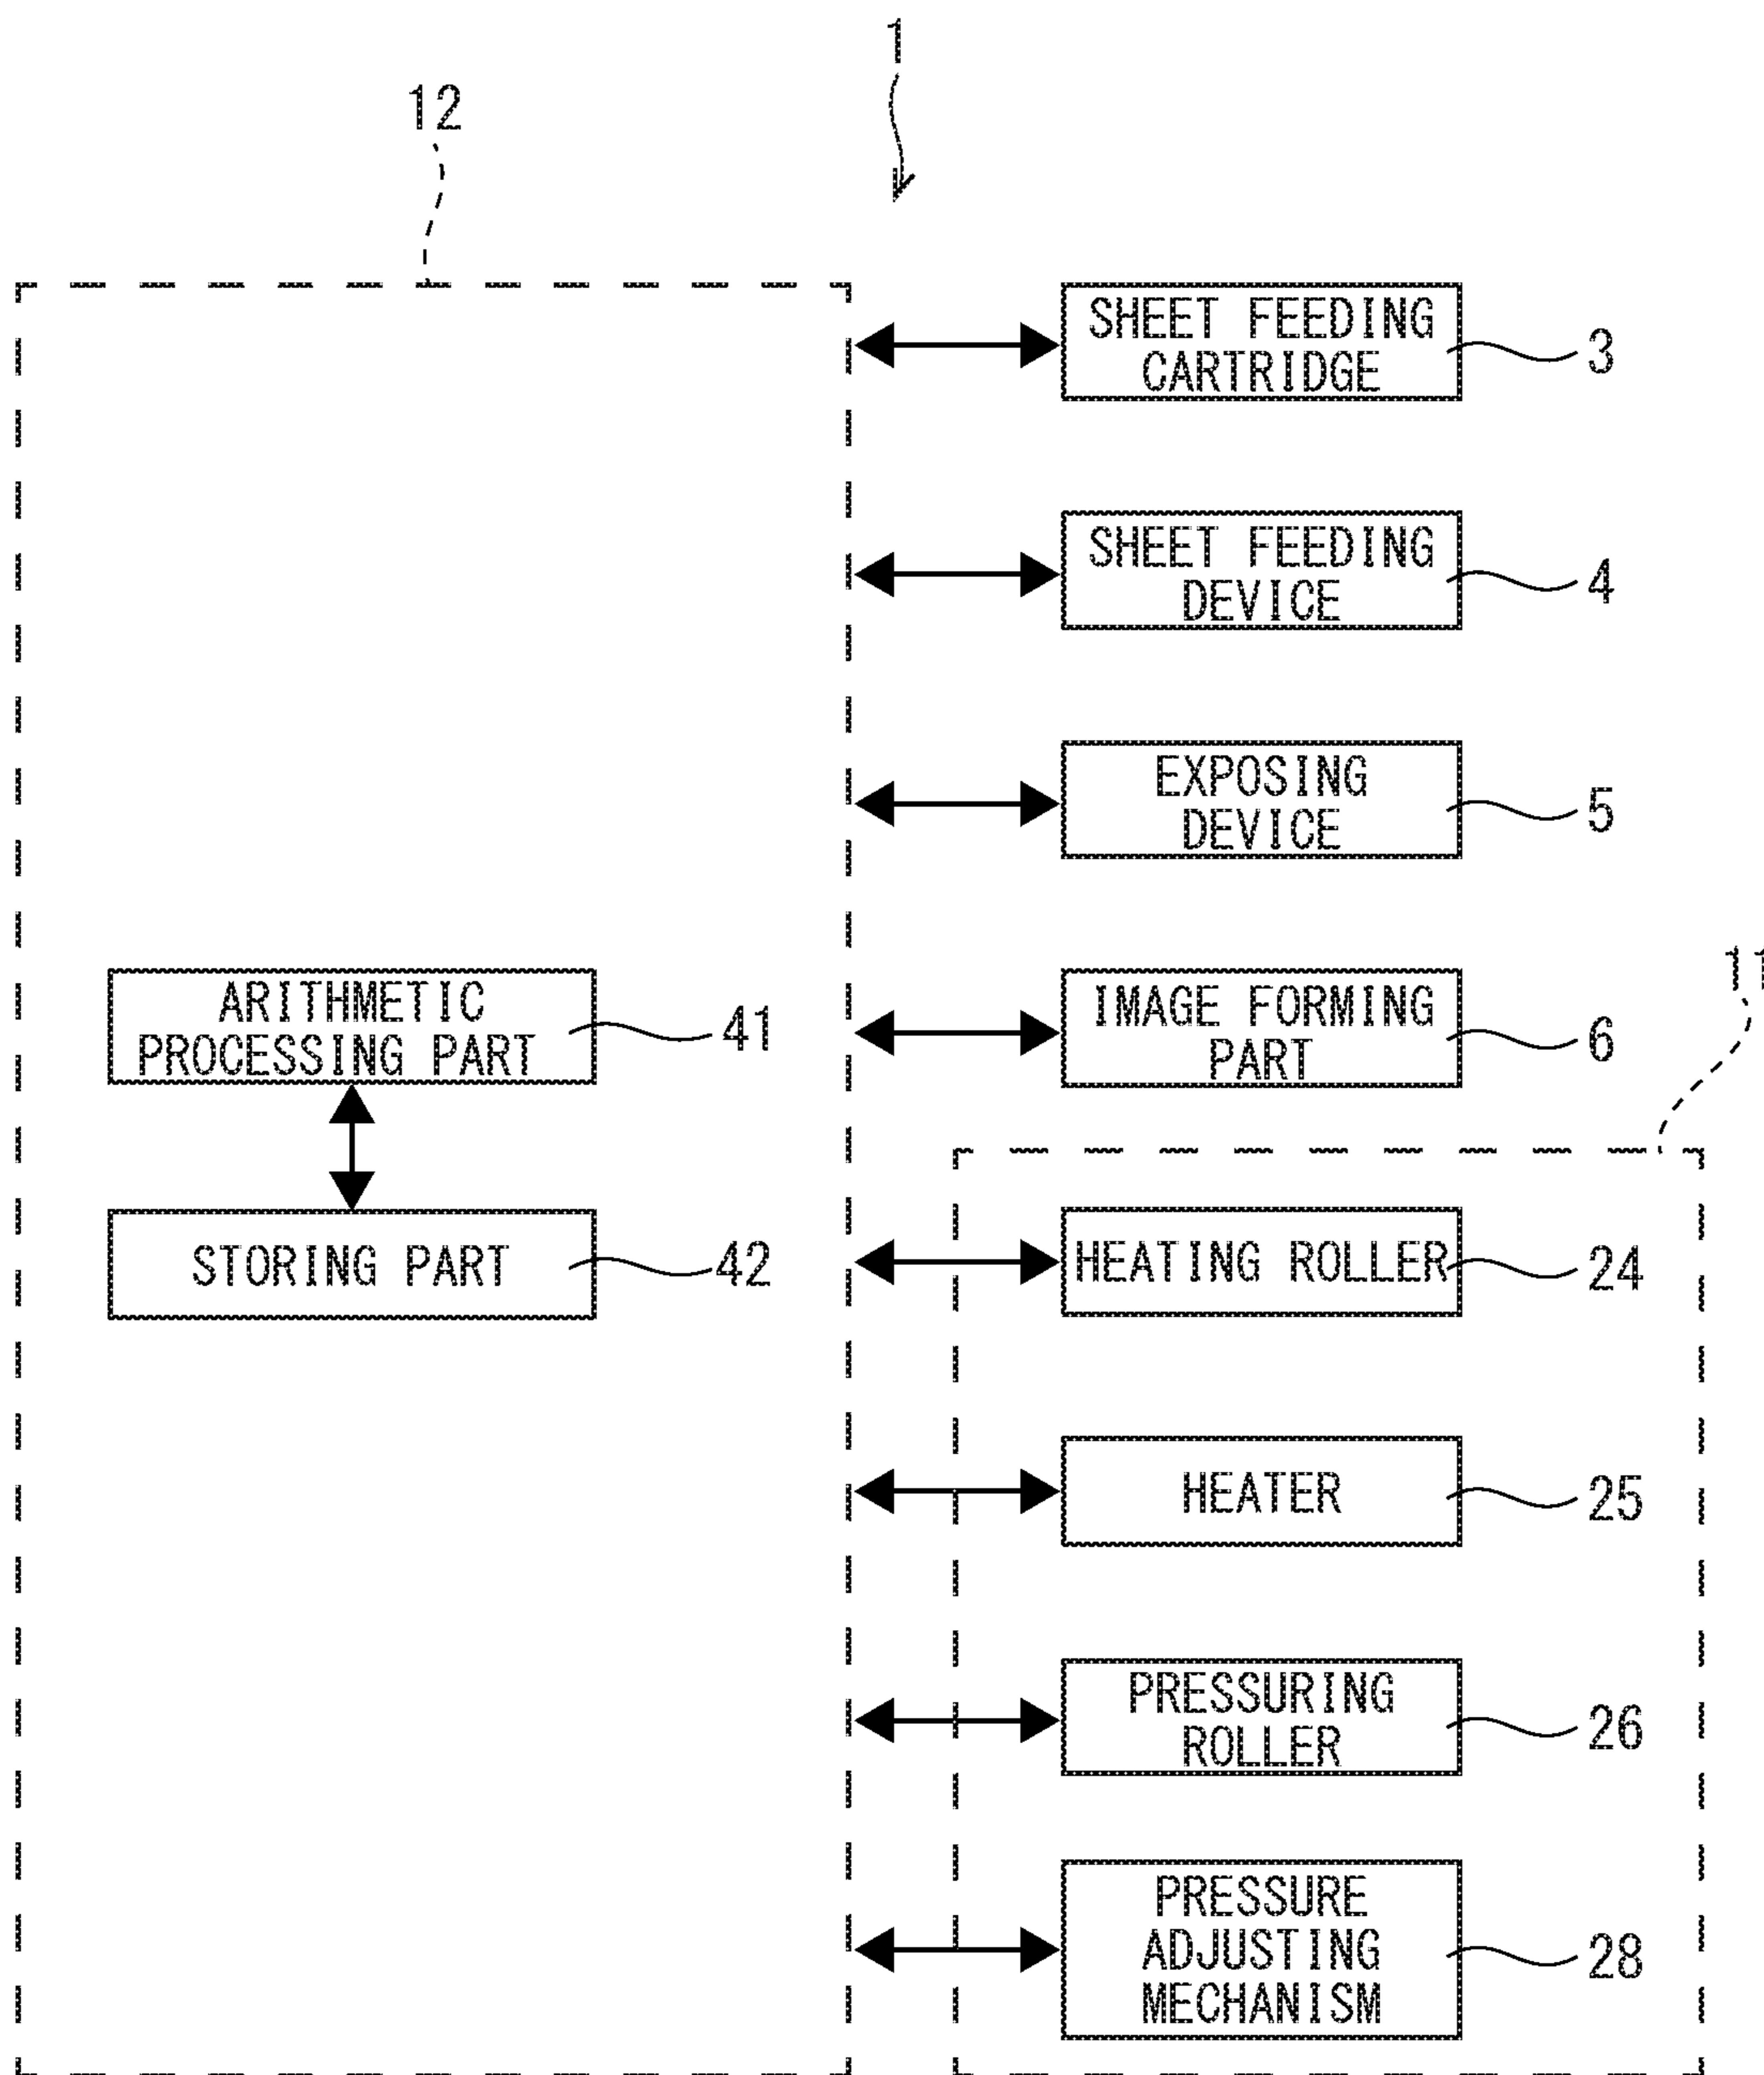 1
12
SHEET FEEDING
CARTRIDGE
3
SHEET FEEDING
DEVICE
4
EXPOSING
DEVICE
5
11
ARITHMETIC
PROCESSING PART
41
IMAGE FORMING
PART
6
STORING PART
42
HEATING ROLLER
24
HEATER
25
PRESSURING
ROLLER
26
PRESSURE
ADJUSTING
MECHANISM
28